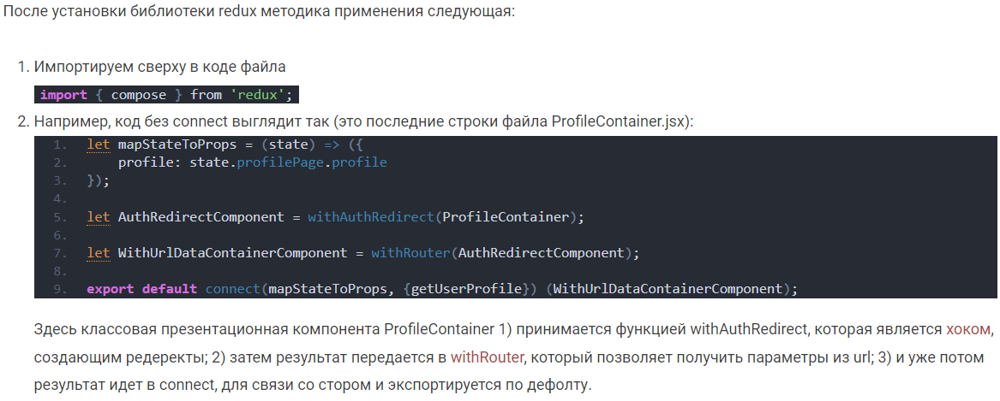 После установки библиотеки redux методика применения следующая:
1. Импортируем сверху в коде файла
import { compose } from 'redux';
2. Например, код без connect выглядит так (это последние строки файла ProfileContainer.jsx):
1. let mapStateToProps = (state) => ({
2.     profile: state.profilePage.profile
3. });
4.
5. let AuthRedirectComponent = withAuthRedirect(ProfileContainer);
6.
7. let WithUrlDataContainerComponent = withRouter(AuthRedirectComponent);
8.
9. export default connect(mapStateToProps, {getUserProfile}) (WithUrlDataContainerComponent);
Здесь классовая презентационная компонента ProfileContainer 1) принимается функцией withAuthRedirect, которая является хоком,
создающим редеректы; 2) затем результат передается в withRouter, который позволяет получить параметры из url; 3) и уже потом
результат идет в connect, для связи со стором и экспортируется по дефолту.